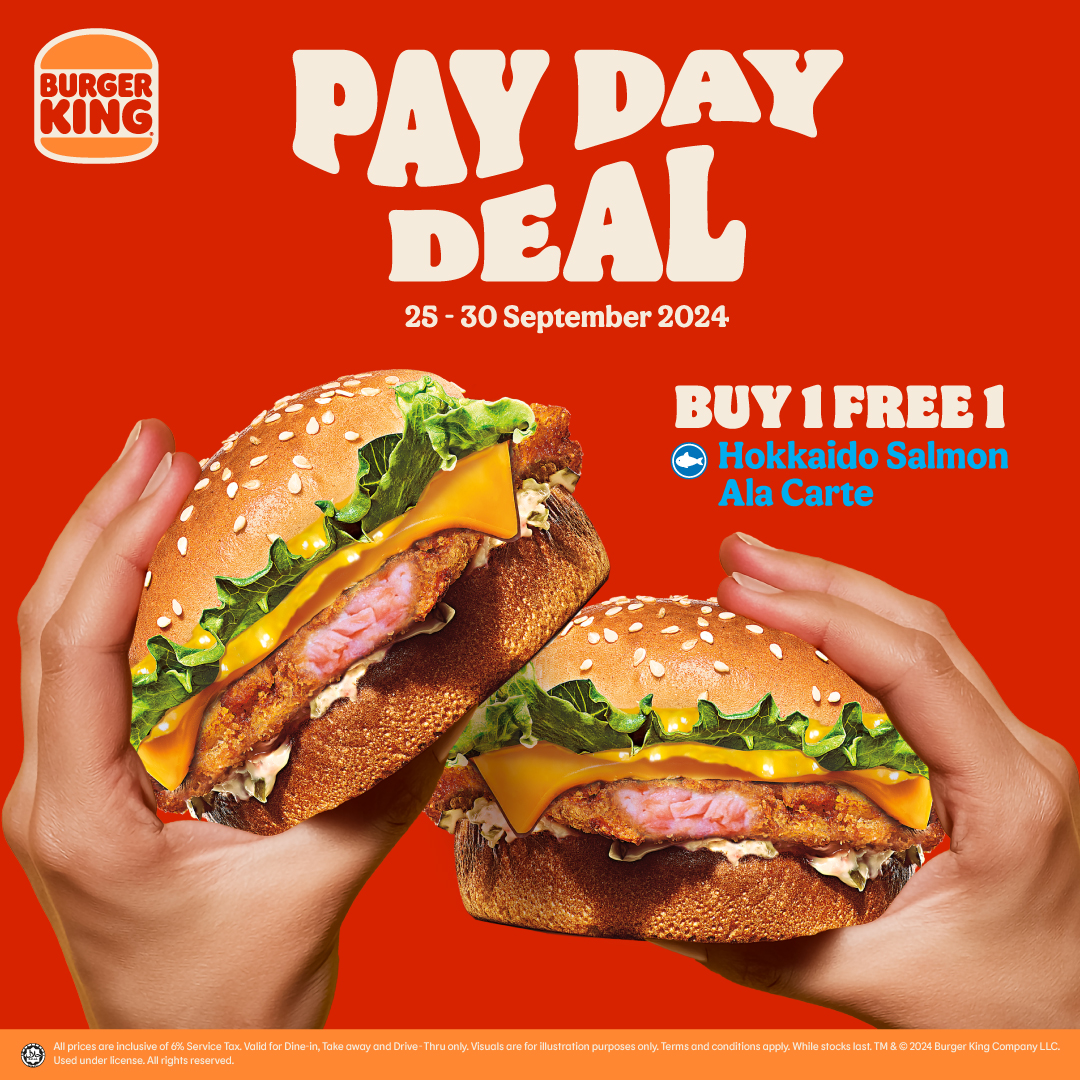 BURGER
KING
PAY DAY
DEAL
25 - 30 September 2024
BUY 1 FREE 1
Hokkaido Salmon
Ala Carte
All prices are inclusive of 6% Service Tax. Valid for Dine-in, Take away and Drive-Thru only. Visuals are for illustration purposes only. Terms and conditions apply. While stocks last. TM & © 2024 Burger King Company LLC.
Used under license. All rights reserved.